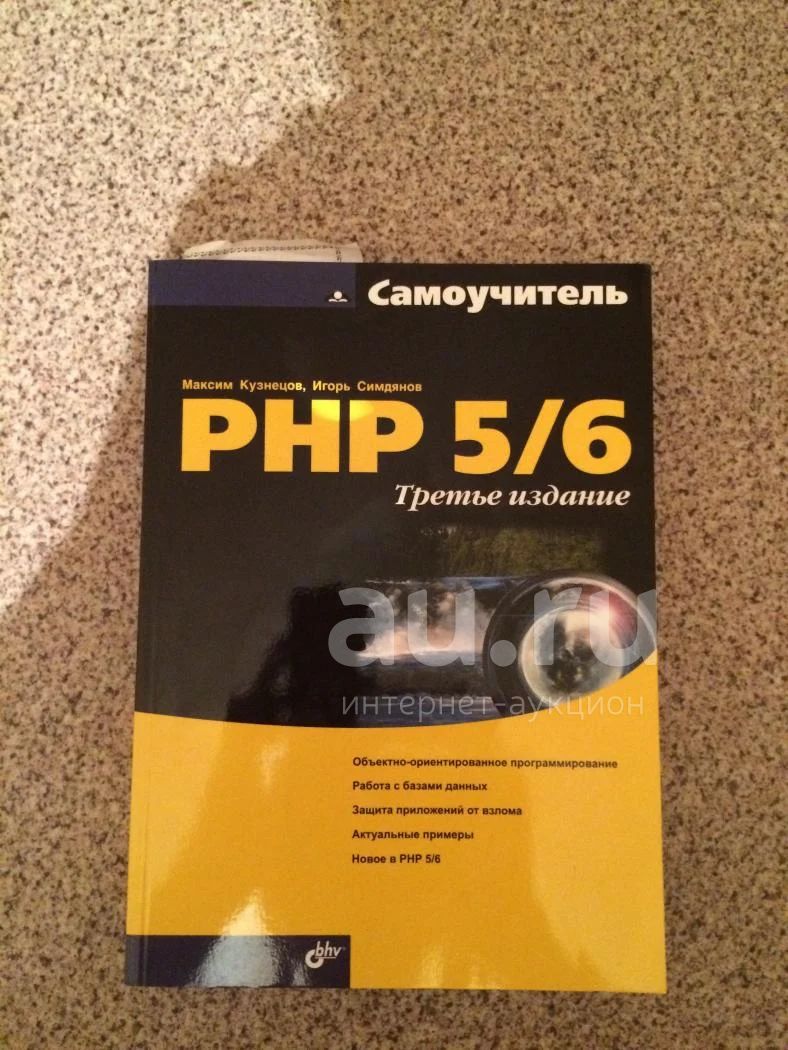 Самоучитель
Максим Кузнецов, Игорь Симдянов
PHP 5/6
Третье издание
au.ru
интернет-аукцион
Объектно-ориентированное программирование
Работа с базами данных
Защита приложений от взлома
Актуальные примеры
Новое в PHP 5/6
bhv®